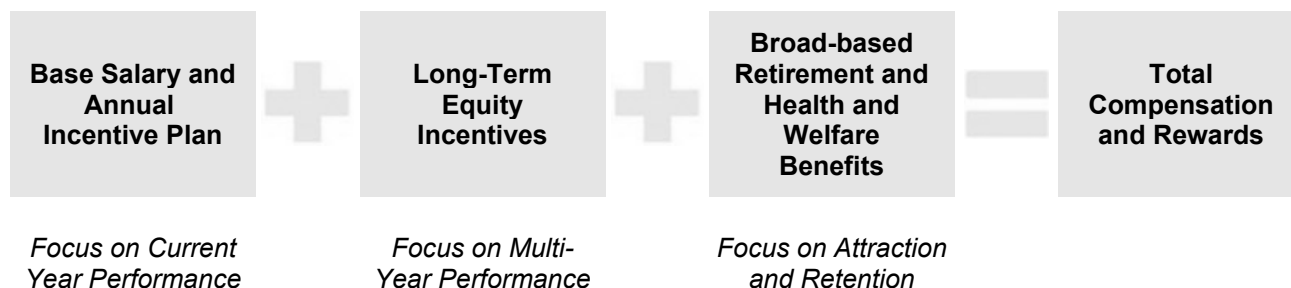 Base Salary and
Annual
Incentive Plan
Long-Term
Equity
Incentives
Broad-based
Retirement and
Health and
Welfare
Benefits
Total
Compensation
and Rewards
Focus on Current
Year Performance
Focus on Multi-
Year Performance
Focus on Attraction
and Retention